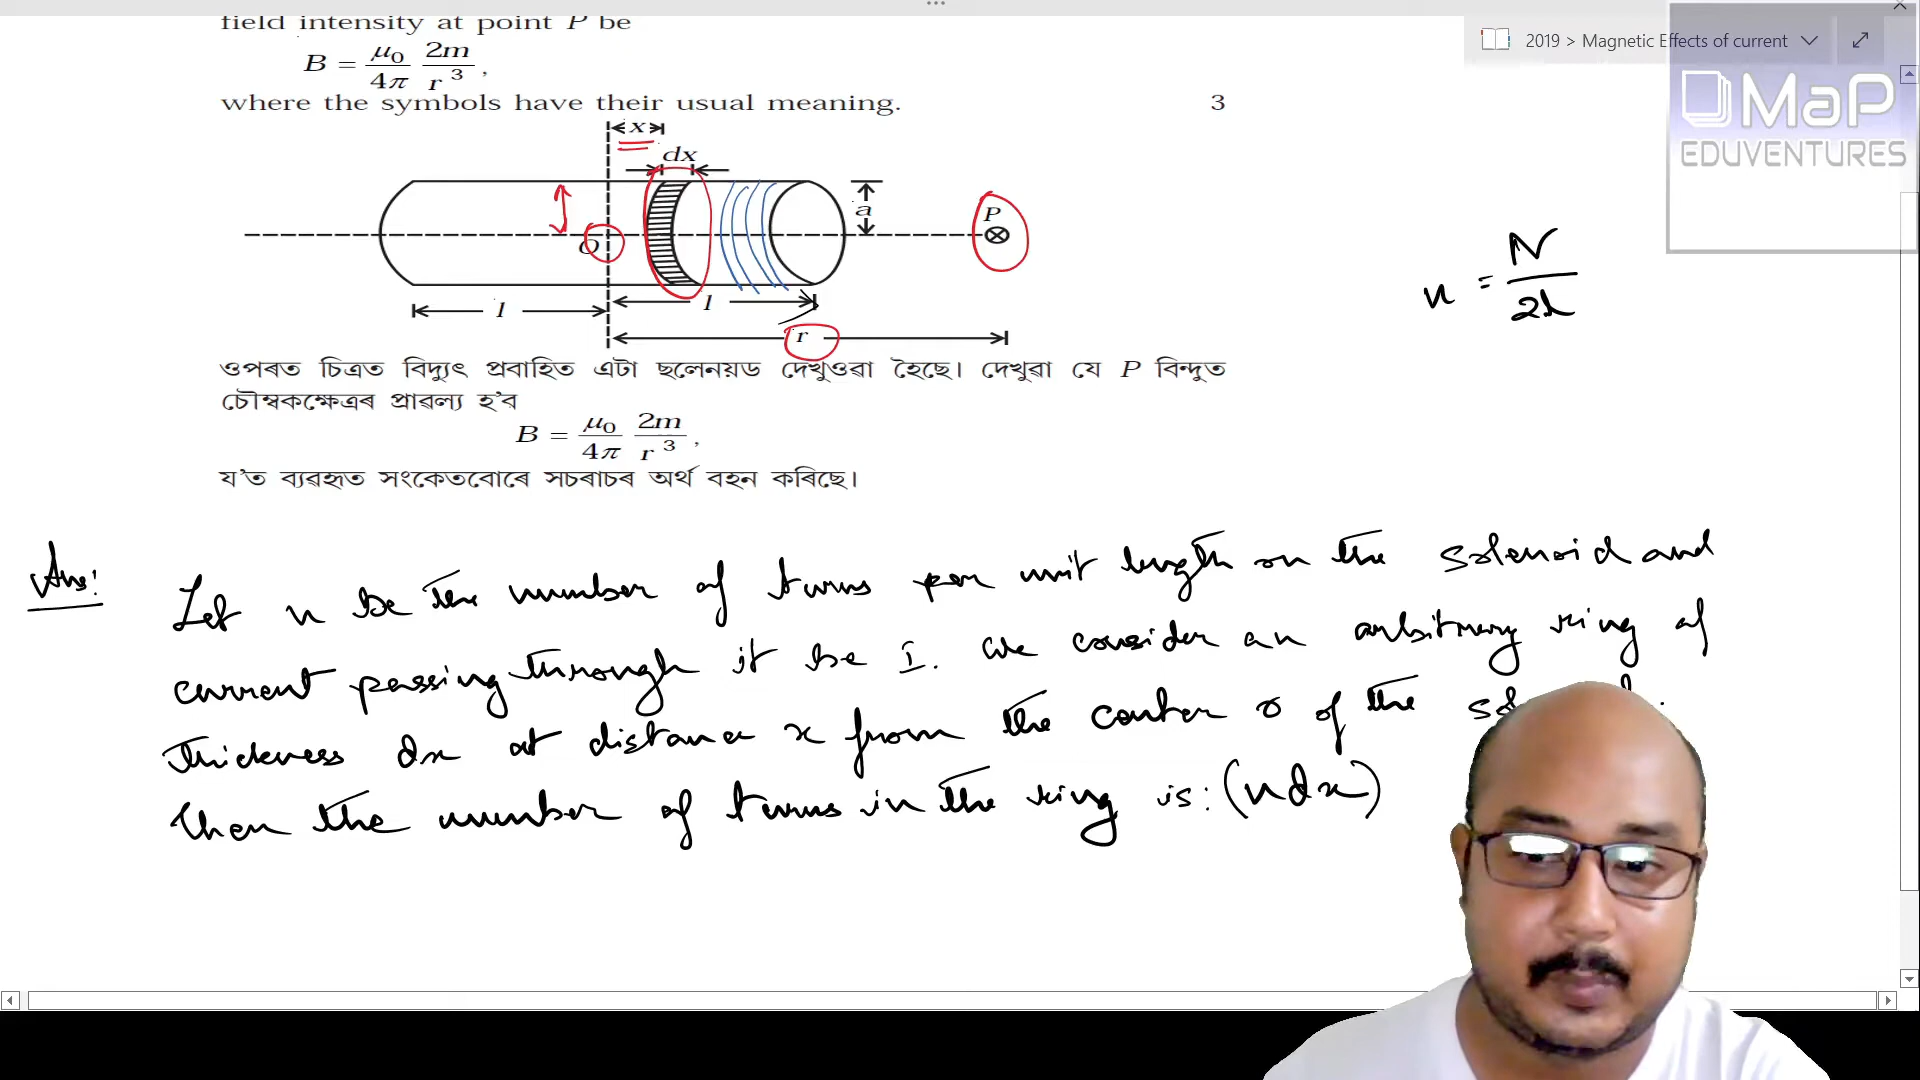 field intensity at point P be
B = μ₀/4π 2m/r³,
where the symbols have their usual meaning. 3
2019 > Magnetic Effects of current
MaP
EDUVENTURES
x
dx
a
P
O
l
l
r
n = N/2l
ওপৰত চিত্ৰত বিদ্যুৎ প্ৰবাহিত এটা ছলেনয়ড দেখুওৱা হৈছে। দেখুৱা যে P বিন্দুত
চৌম্বকক্ষেত্ৰৰ প্ৰাৱল্য হ'ব
B = μ₀/4π 2m/r³,
য'ত ব্যৱহৃত সংকেতবোৰে সচৰাচৰ অৰ্থ বহন কৰিছে।
Ans:
Let n be the number of turns per unit length on the solenoid and
current passing through it be I. We consider an arbitrary ring of
thickness dx at distance x from the center o of the
Then the number of turns in the ring is: (ndx)